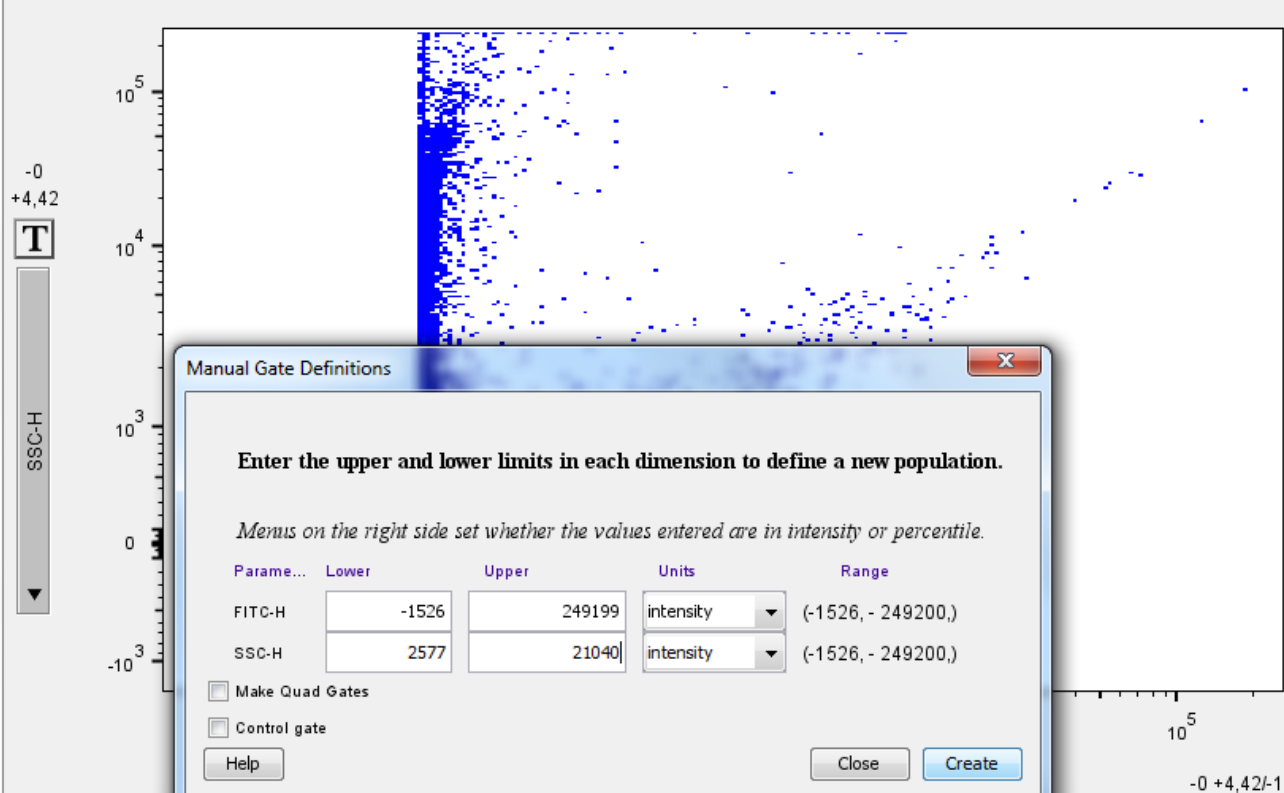 10^5
-0
+4,42
T
10^4
SSC-H
10^3
0
-10^3
Manual Gate Definitions
Enter the upper and lower limits in each dimension to define a new population.
Menus on the right side set whether the values entered are in intensity or percentile.
Parame... Lower Upper Units Range
FITC-H -1526 249199 intensity (-1526, - 249200,)
SSC-H 2577 21040 intensity (-1526, - 249200,)
Make Quad Gates
Control gate
Help Close Create
10^5
-0 +4,42/-1